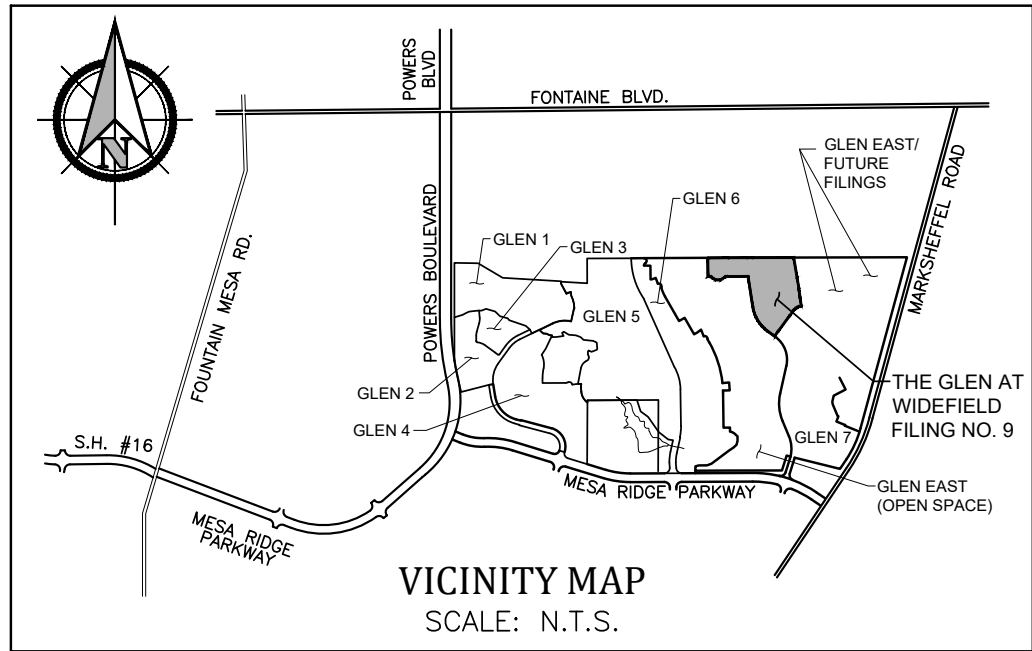 POWERS
BLVD
FONTAINE BLVD.
N
GLEN EAST/
FUTURE
FILINGS
MARKSHEFFEL ROAD
GLEN 6
POWERS BOULEVARD
GLEN 1
GLEN 3
FOUNTAIN MESA RD.
GLEN 5
GLEN 2
THE GLEN AT
WIDEFIELD
FILING NO. 9
GLEN 4
GLEN 7
S.H. #16
MESA RIDGE PARKWAY
GLEN EAST
(OPEN SPACE)
MESA RIDGE
PARKWAY
VICINITY MAP
SCALE: N.T.S.